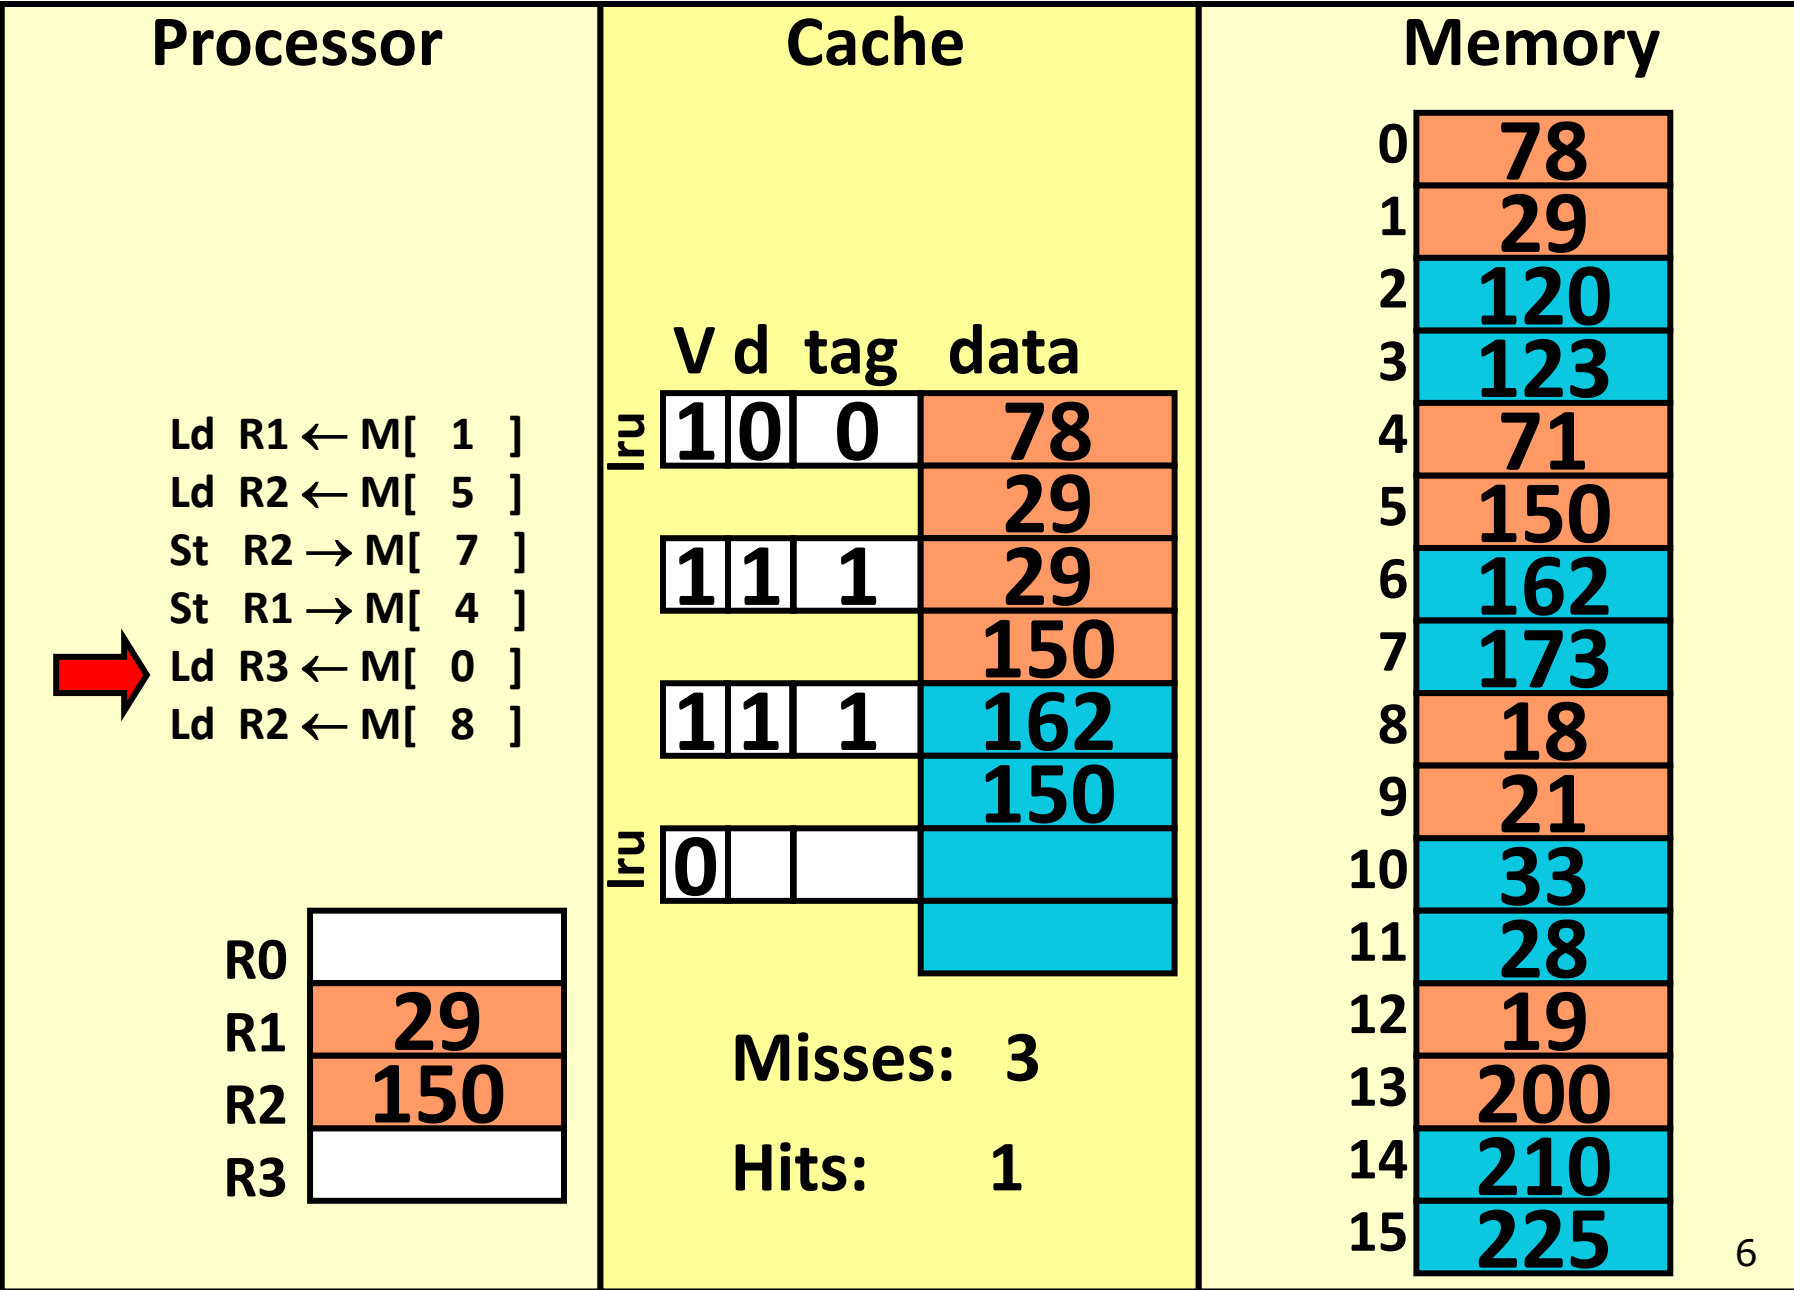 Processor
Ld R1 ← M[ 1 ]
Ld R2 ← M[ 5 ]
St R2 → M[ 7 ]
St R1 → M[ 4 ]
Ld R3 ← M[ 0 ]
Ld R2 ← M[ 8 ]
R0
R1 29
R2 150
R3
Cache
V d tag data
lru 1 0 0 78
29
1 1 1 29
150
1 1 1 162
150
lru 0
Misses: 3
Hits: 1
Memory
0 78
1 29
2 120
3 123
4 71
5 150
6 162
7 173
8 18
9 21
10 33
11 28
12 19
13 200
14 210
15 225
6